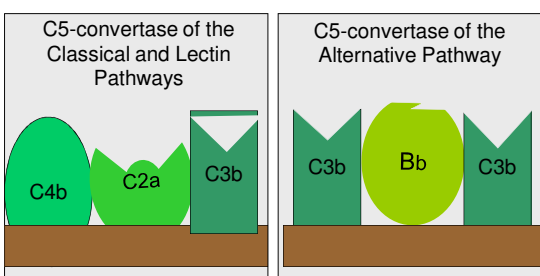 C5-convertase of the
Classical and Lectin
Pathways
C4b
C2a
C3b
C5-convertase of the
Alternative Pathway
C3b
Bb
C3b